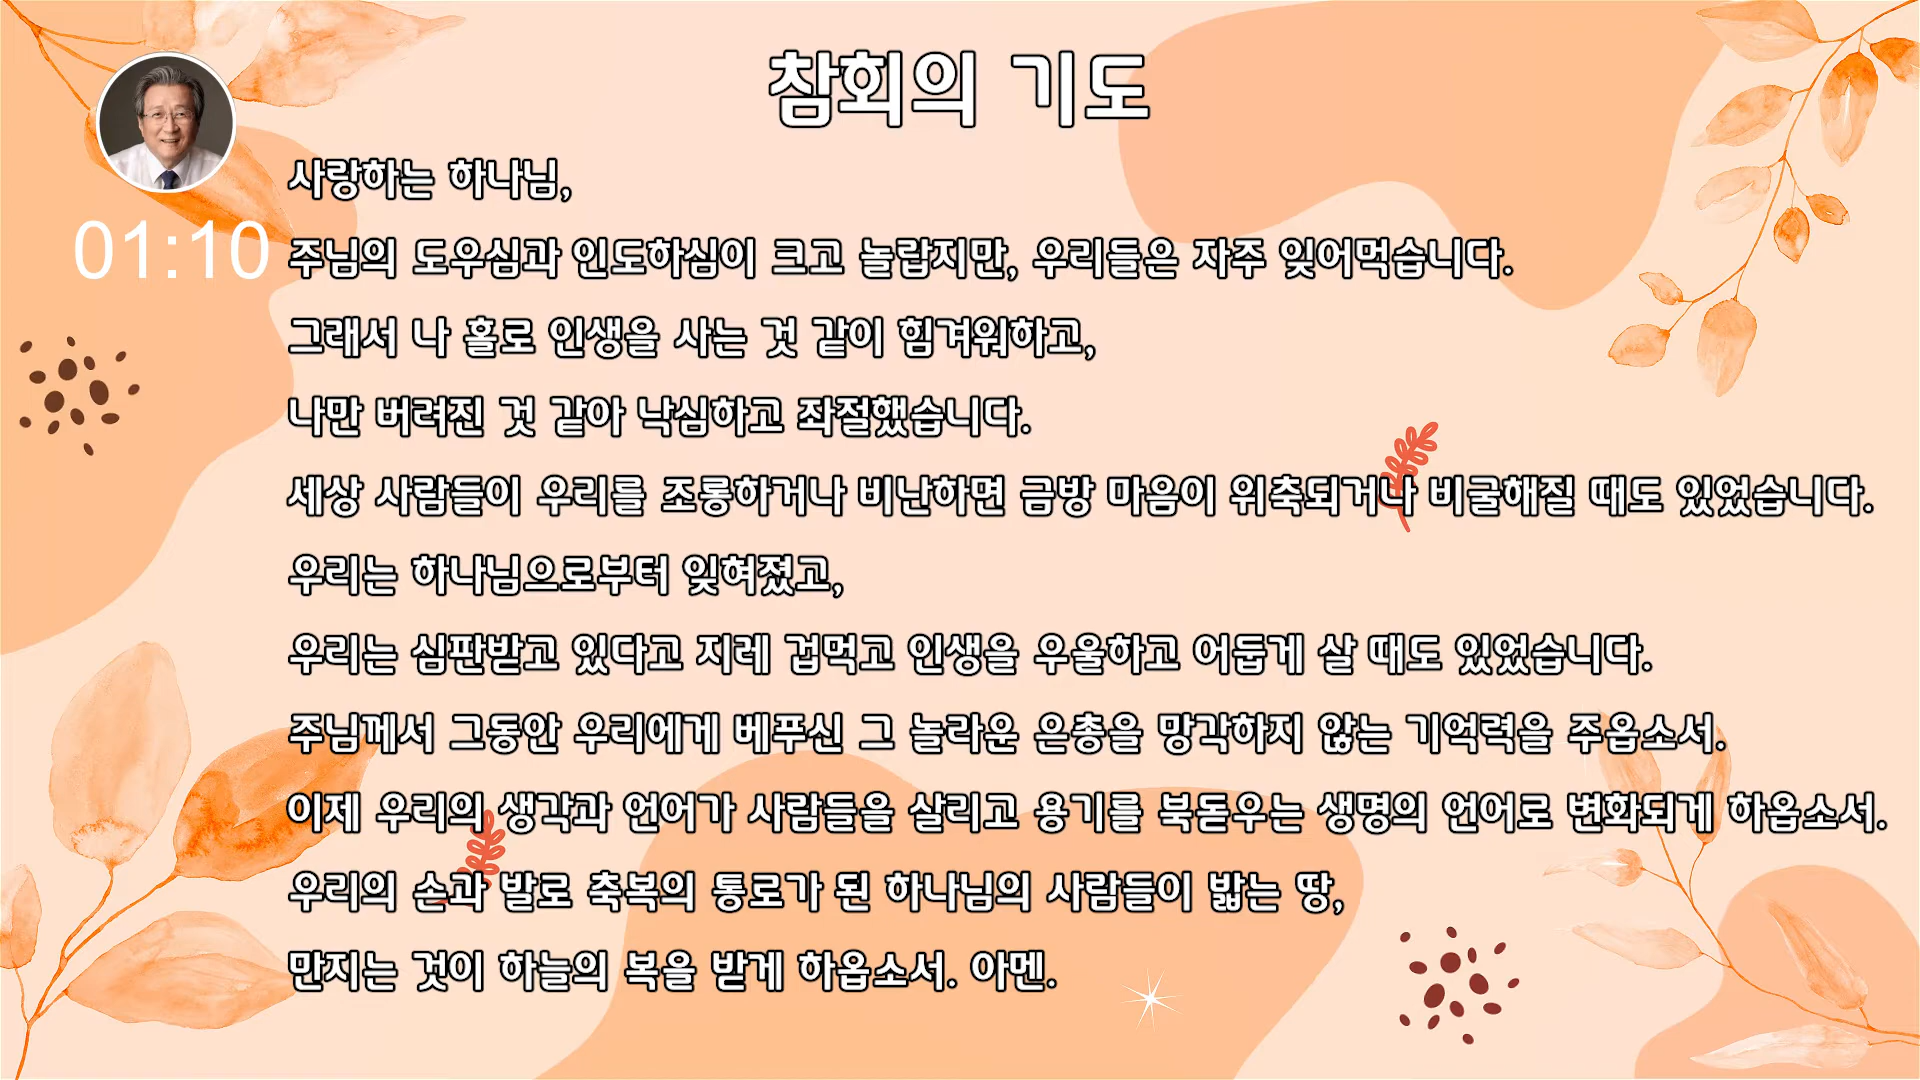 참회의 기도
사랑하는 하나님,
01:10
주님의 도우심과 인도하심이 크고 놀랍지만, 우리들은 자주 잊어먹습니다.
그래서 나 홀로 인생을 사는 것 같이 힘겨워하고,
나만 버려진 것 같아 낙심하고 좌절했습니다.
세상 사람들이 우리를 조롱하거나 비난하면 금방 마음이 위축되거나 비굴해질 때도 있었습니다.
우리는 하나님으로부터 잊혀졌고,
우리는 심판받고 있다고 지레 겁먹고 인생을 우울하고 어둡게 살 때도 있었습니다.
주님께서 그동안 우리에게 베푸신 그 놀라운 은총을 망각하지 않는 기억력을 주옵소서.
이제 우리의 생각과 언어가 사람들을 살리고 용기를 북돋우는 생명의 언어로 변화되게 하옵소서.
우리의 손과 발로 축복의 통로가 된 하나님의 사람들이 밟는 땅,
만지는 것이 하늘의 복을 받게 하옵소서. 아멘.